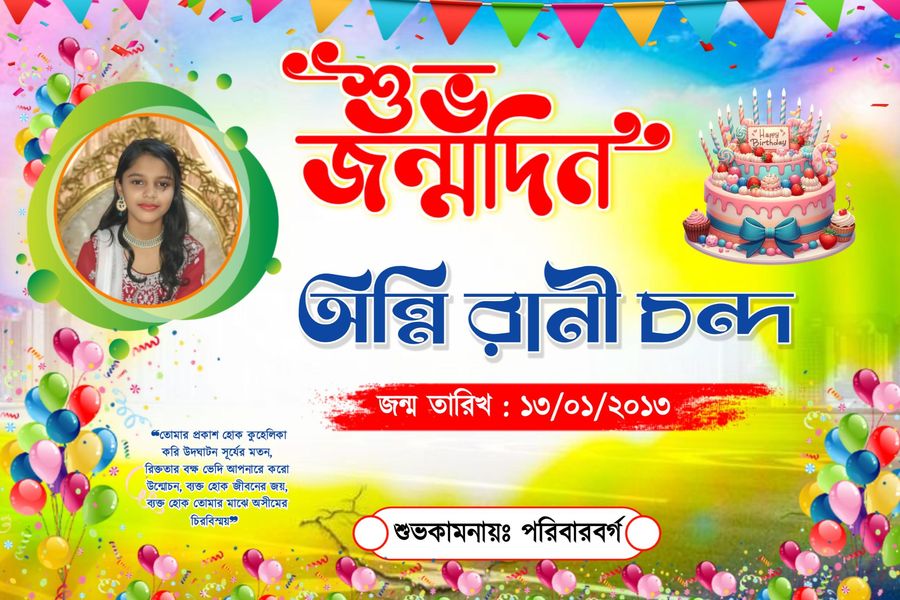 শুভ
জন্মদিন
Happy
Birthday
অন্নি রানী চন্দ
জন্ম তারিখ : ১৩/০১/২০১৩
❝তোমার প্রকাশ হোক কুহেলিকা
করি উদঘাটন সূর্যের মতন,
রিক্ততার বক্ষ ভেদি আপনারে করো
উন্মোচন, ব্যক্ত হোক জীবনের জয়,
ব্যক্ত হোক তোমার মাঝে অসীমের
চিরবিস্ময়❞
শুভকামনায়ঃ পরিবারবর্গ